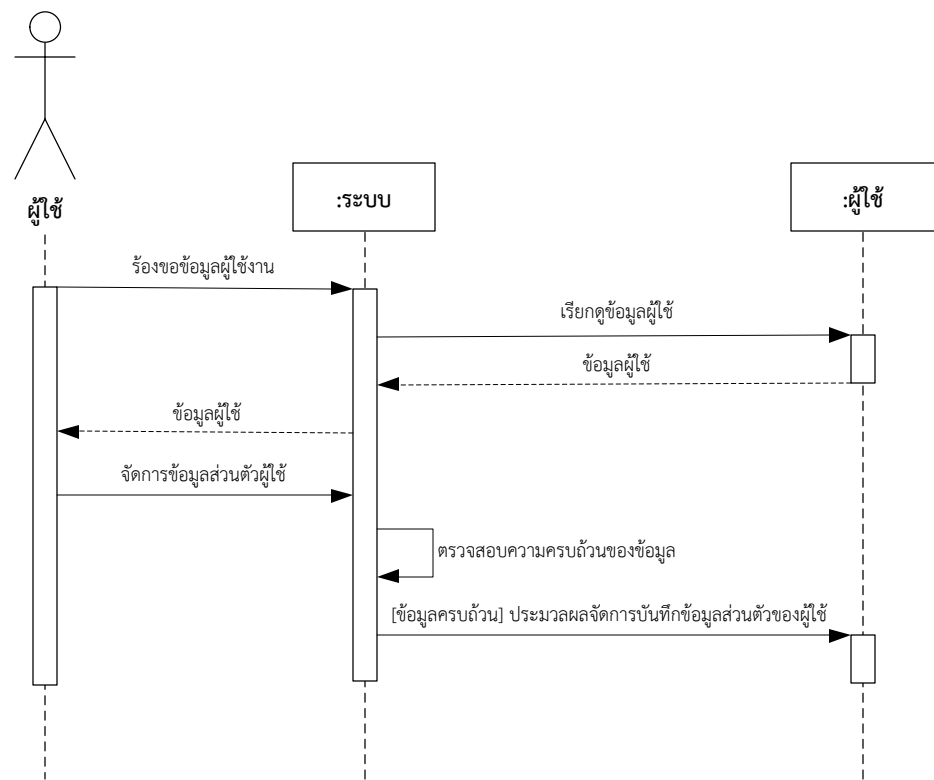 ผู้ใช้
:ระบบ
:ผู้ใช้
ร้องขอข้อมูลผู้ใช้งาน
เรียกดูข้อมูลผู้ใช้
ข้อมูลผู้ใช้
ข้อมูลผู้ใช้
จัดการข้อมูลส่วนตัวผู้ใช้
ตรวจสอบความครบถ้วนของข้อมูล
[ข้อมูลครบถ้วน] ประมวลผลจัดการบันทึกข้อมูลส่วนตัวของผู้ใช้